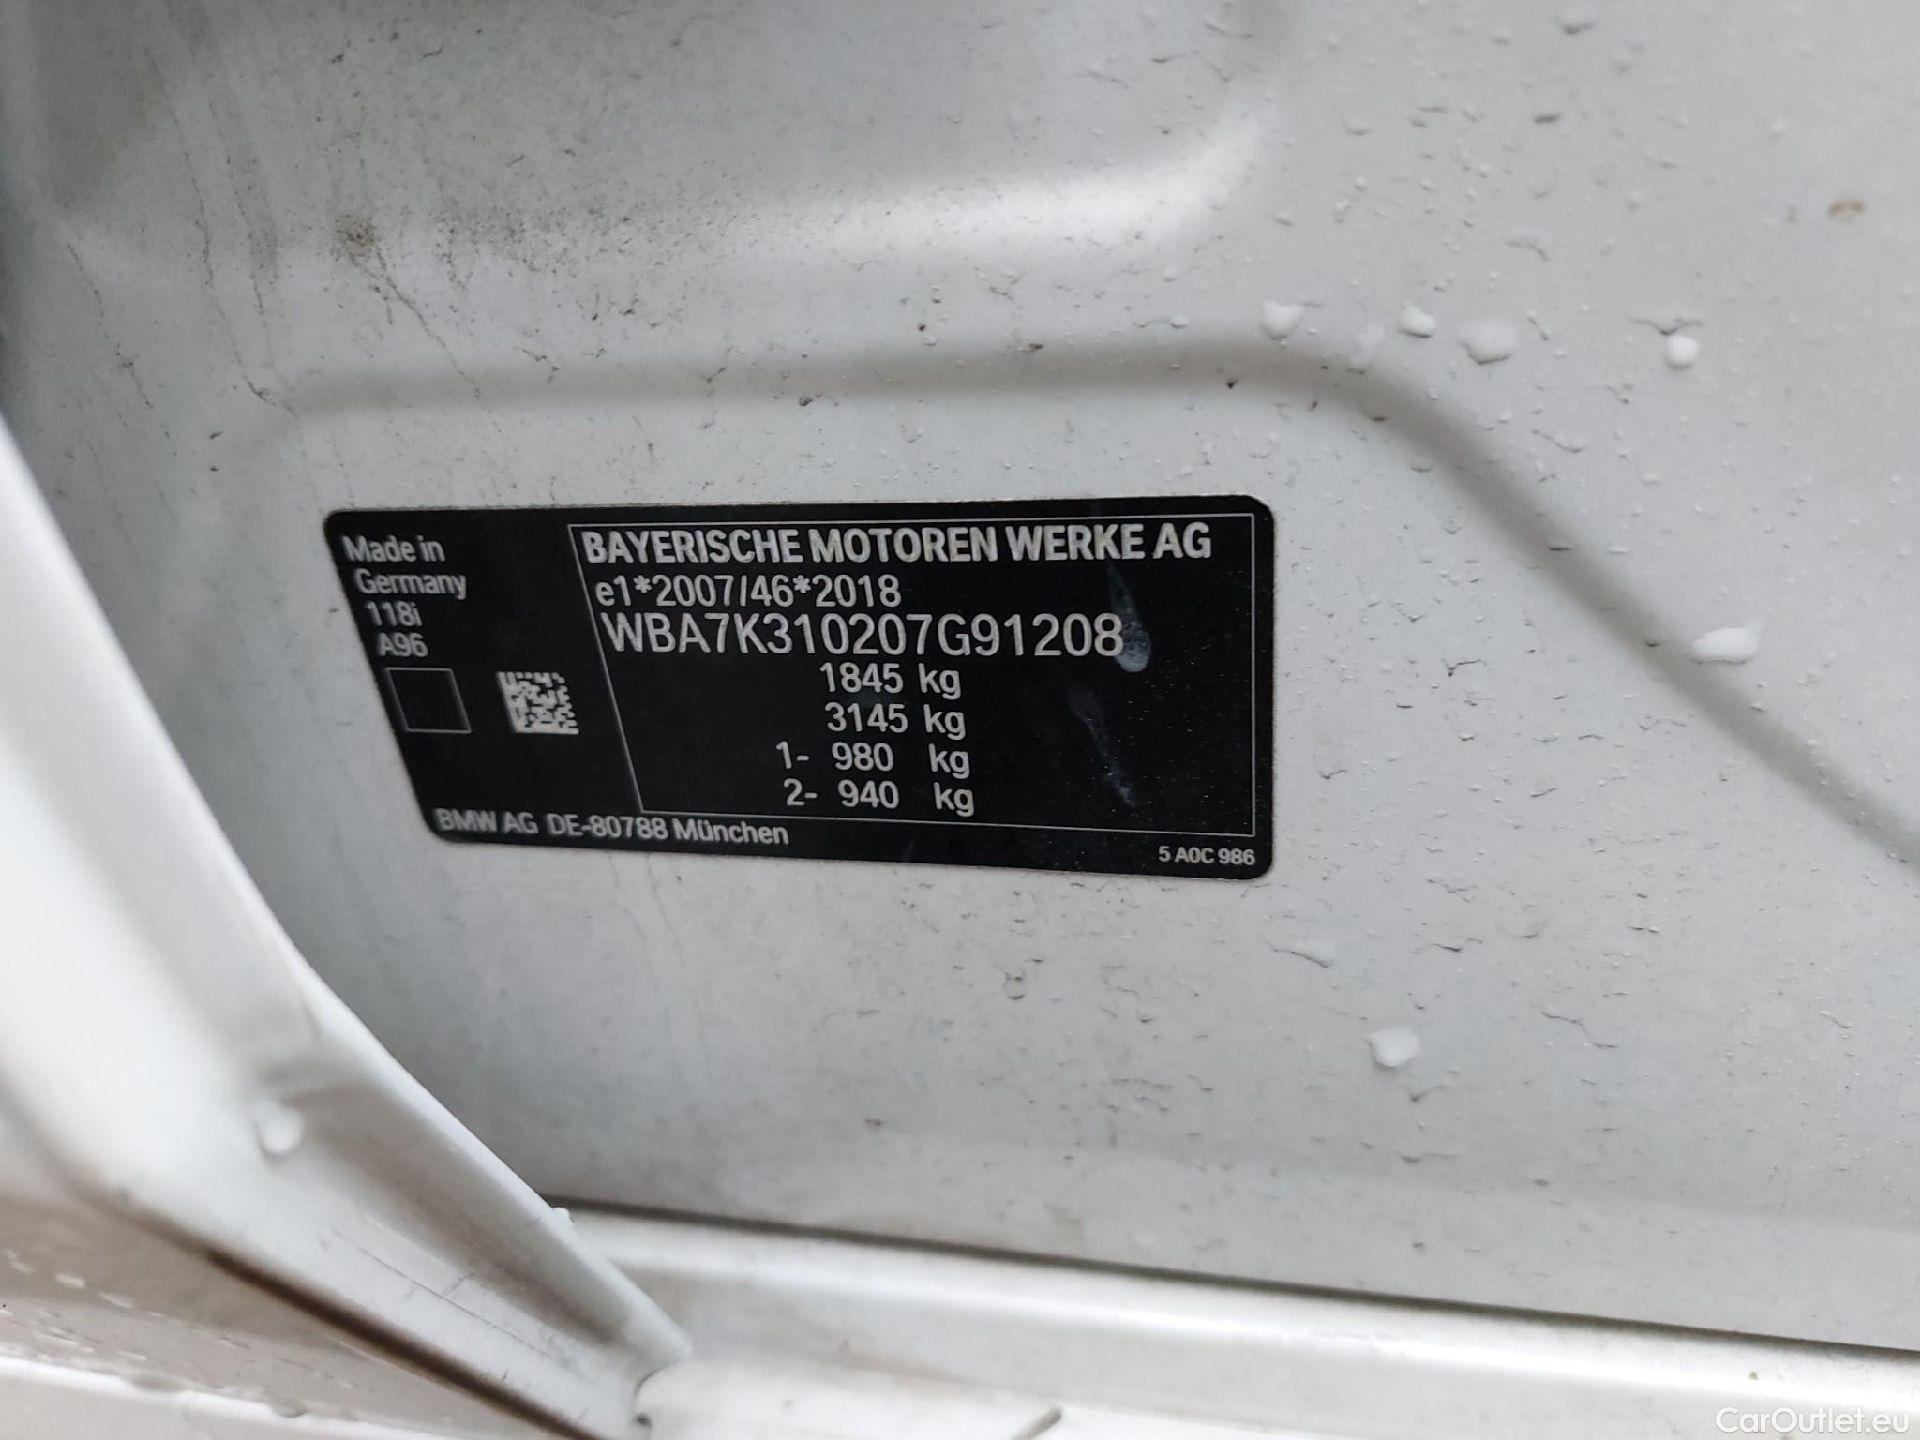 Made in
Germany
118i
A96
BAYERISCHE MOTOREN WERKE AG
e1*2007/46*2018
WBA7K310207G91208
1845 kg
3145 kg
1- 980 kg
2- 940 kg
BMW AG DE-80788 München
5 A0C 986
CarOutlet.eu